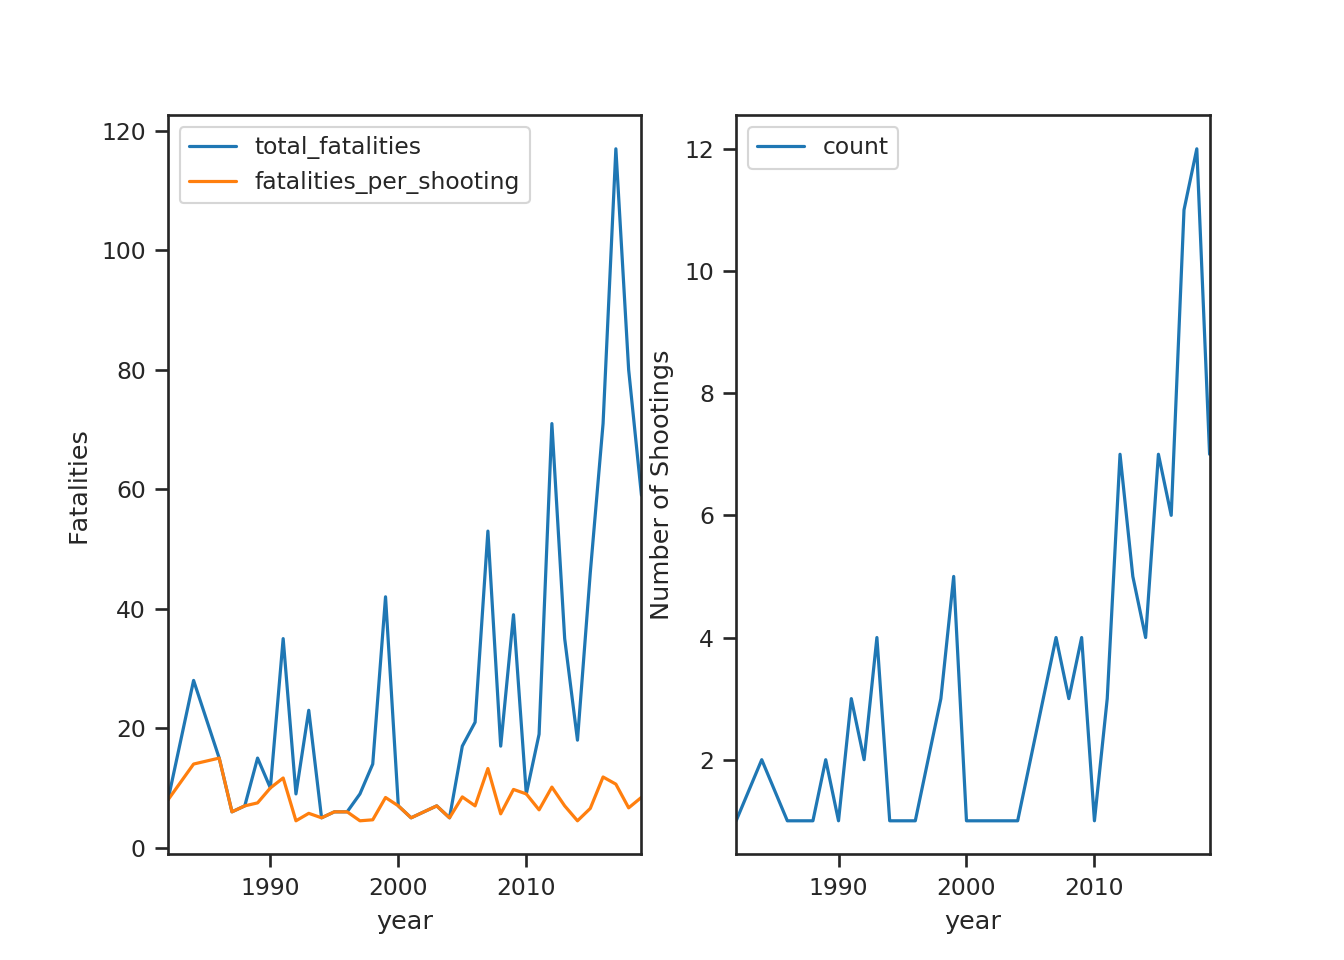 total_fatalities
fatalities_per_shooting
120
100
80
60
40
20
0
Fatalities
1990 2000 2010
year
count
12
10
8
6
4
2
Number of Shootings
1990 2000 2010
year